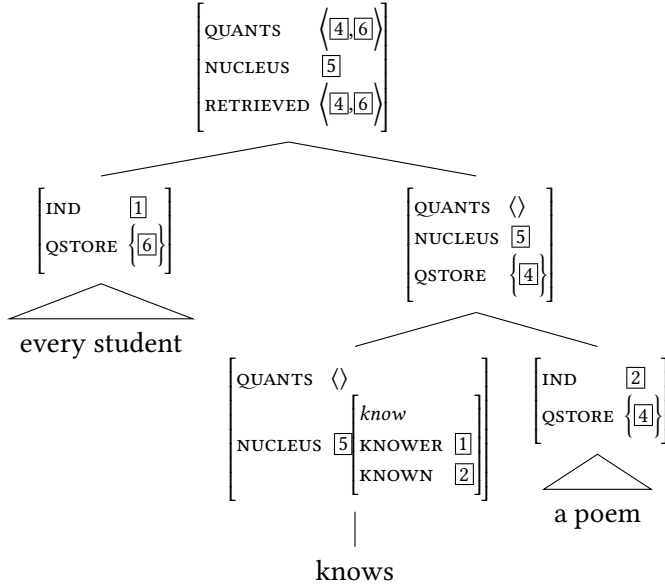 QUANTS ⟨4,6⟩
NUCLEUS 5
RETRIEVED ⟨4,6⟩
IND 1
QSTORE {6}
every student
QUANTS ⟨⟩
NUCLEUS 5
QSTORE {4}
QUANTS ⟨⟩
NUCLEUS 5
know
KNOWER 1
KNOWN 2
knows
IND 2
QSTORE {4}
a poem